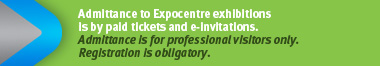 Admittance to Expocentre exhibitions
is by paid tickets and e-invitations.
Admittance is for professional visitors only.
Registration is obligatory.